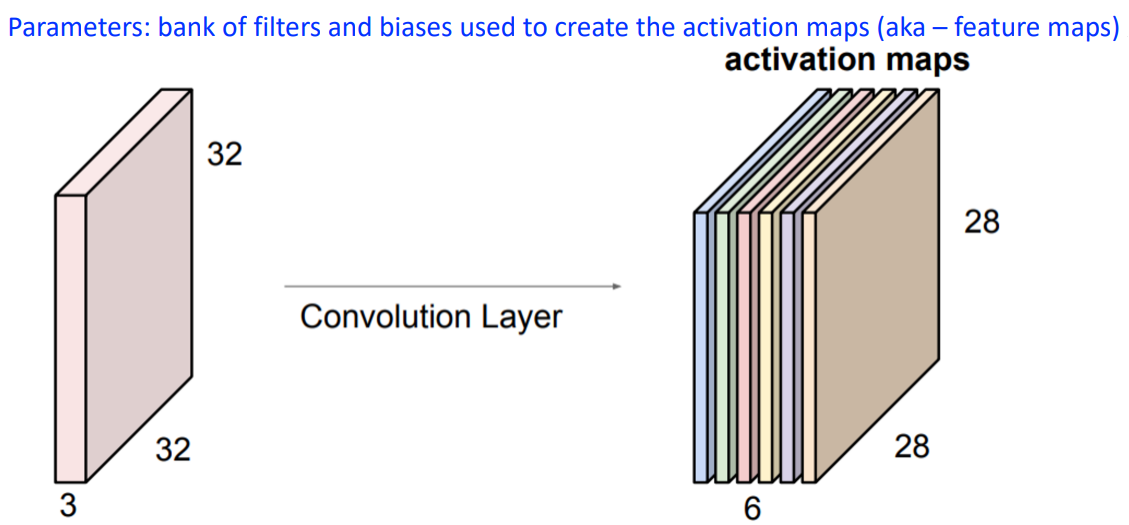 Parameters: bank of filters and biases used to create the activation maps (aka – feature maps)
activation maps
32
32
3
Convolution Layer
28
28
6